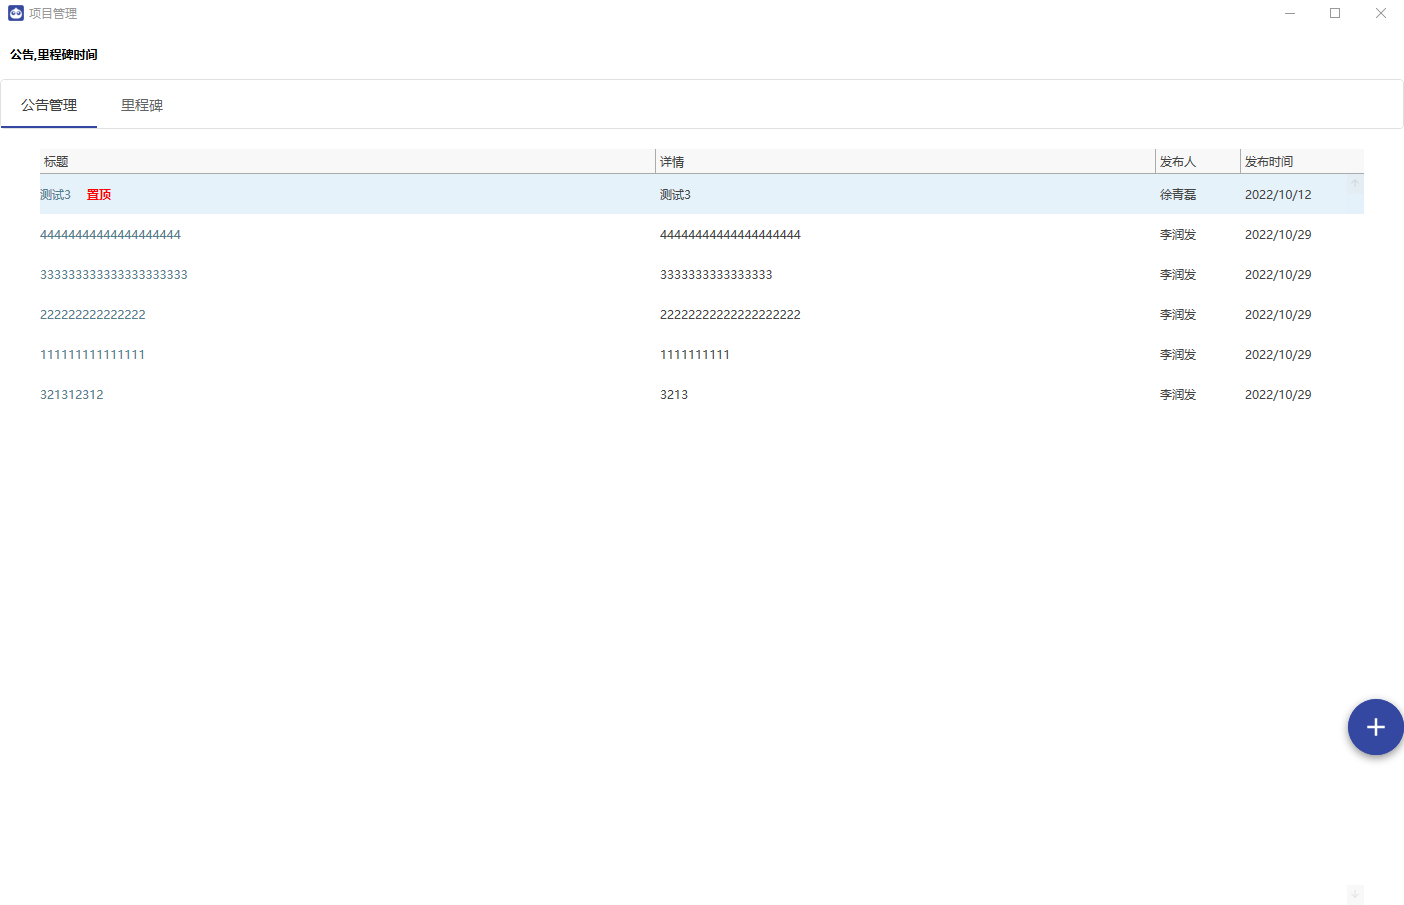 项目管理
公告,里程碑时间
公告管理 里程碑
标题 详情 发布人 发布时间
测试3 置顶 测试3 徐青磊 2022/10/12
44444444444444444444 44444444444444444444 李润发 2022/10/29
333333333333333333333 3333333333333333 李润发 2022/10/29
222222222222222 22222222222222222222 李润发 2022/10/29
111111111111111 1111111111 李润发 2022/10/29
321312312 3213 李润发 2022/10/29